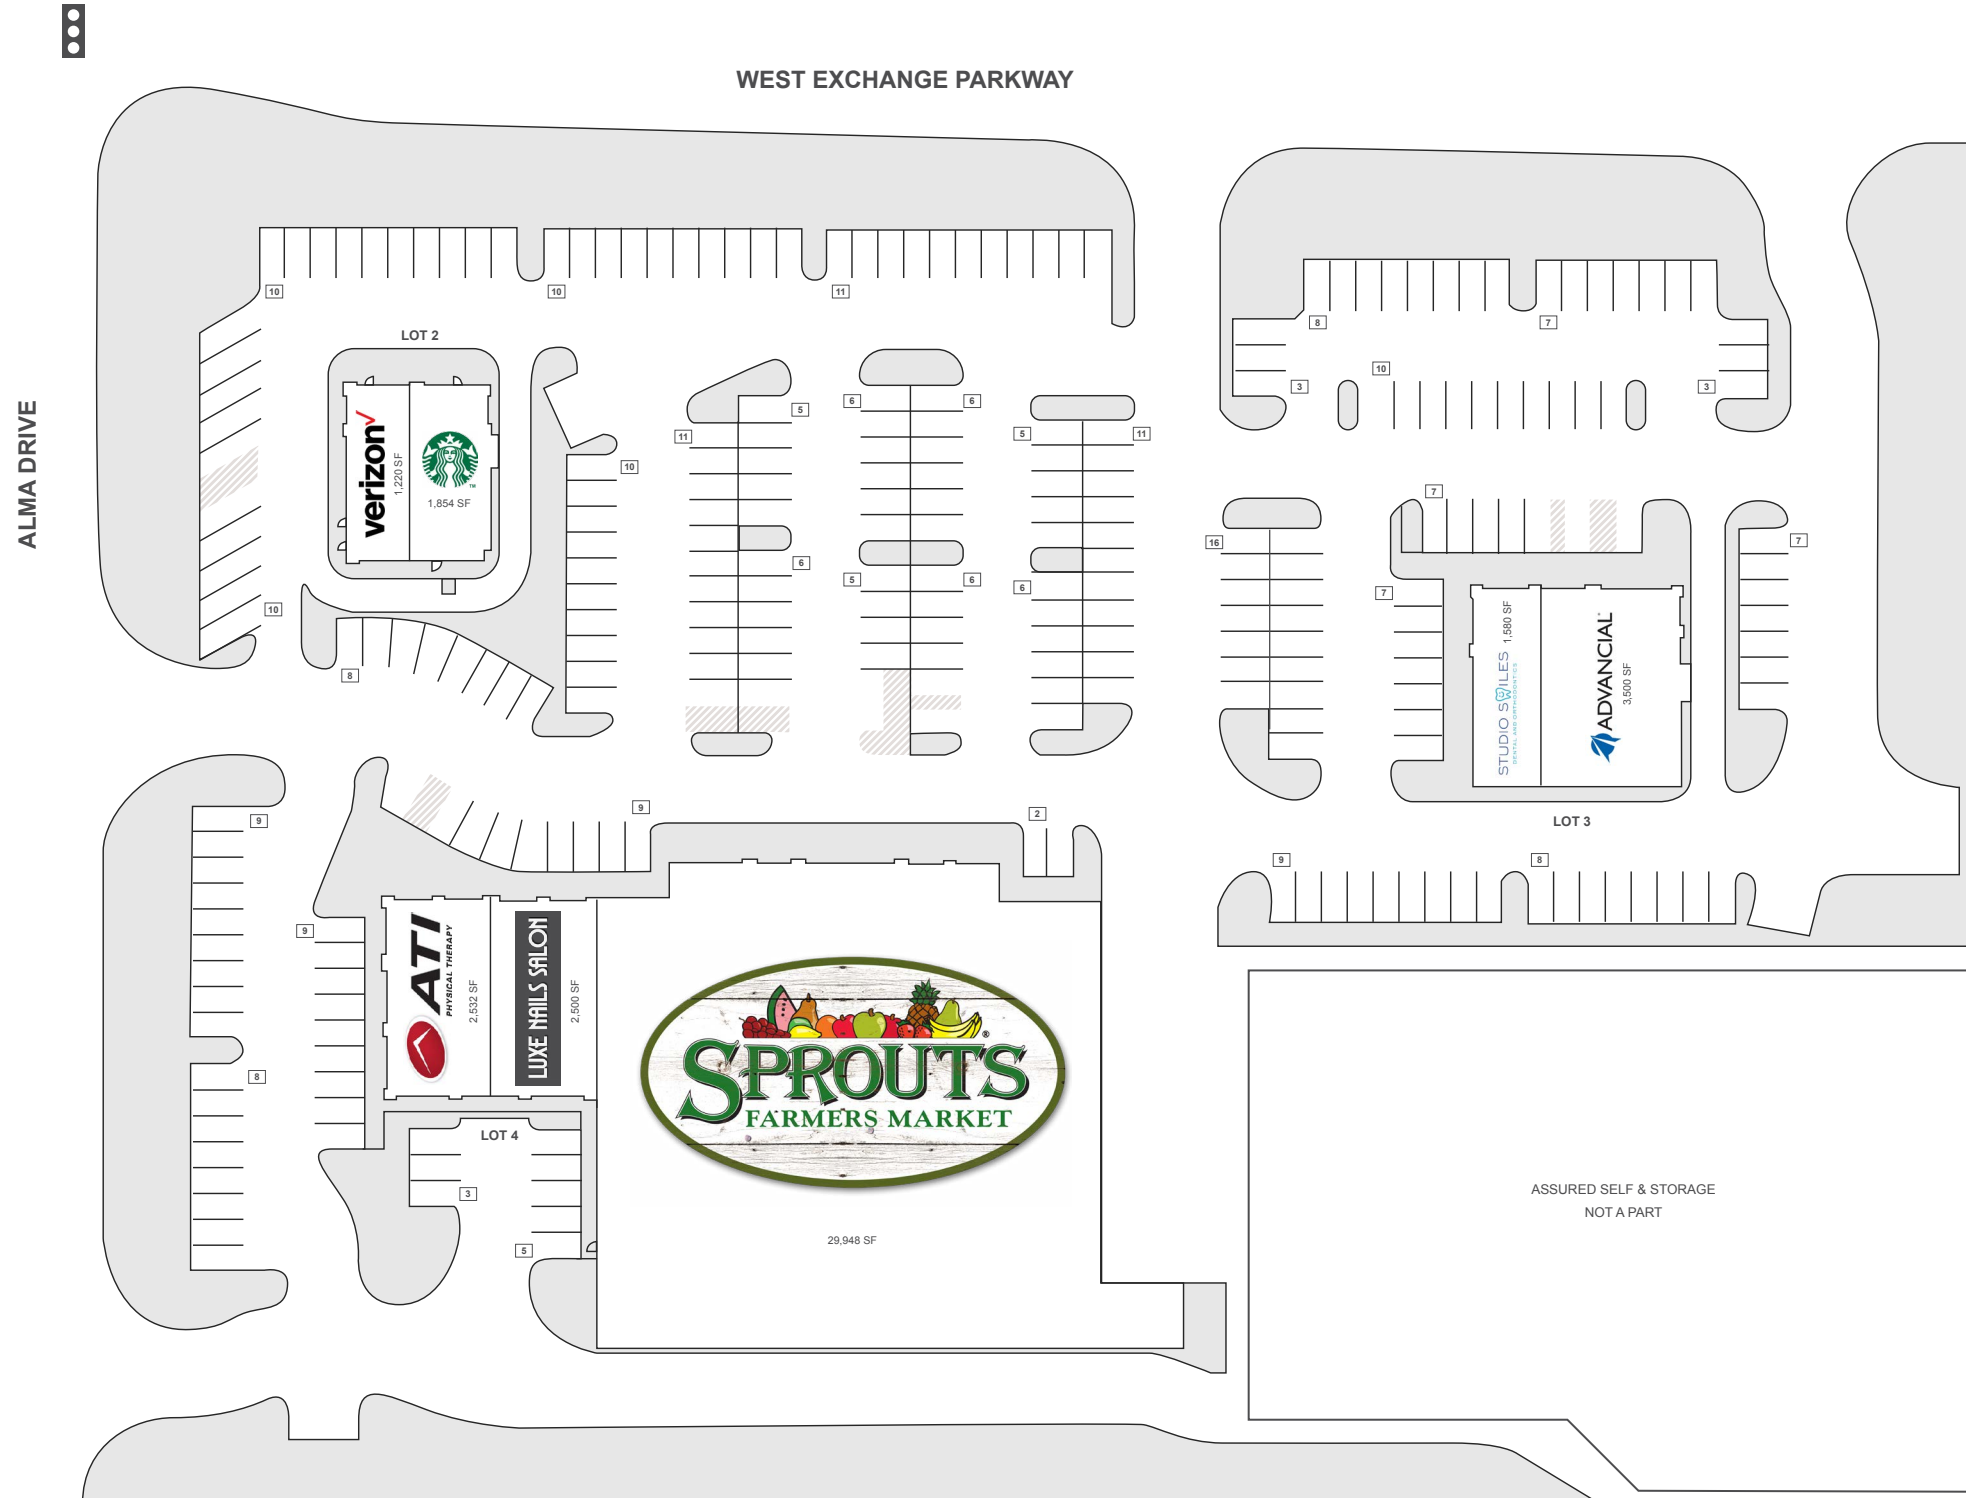 WEST EXCHANGE PARKWAY
ALMA DRIVE
10
10
11
8
7
LOT 2
10
3
3
5
6
6
11
5
11
10
verizon
1,220 SF
1,854 SF
TM
7
16
7
6
5
6
6
7
10
8
STUDIO SMILES
DENTAL AND ORTHODONTICS
1,580 SF
ADVANCIAL
3,500 SF
LOT 3
9
9
2
9
8
9
ATI
PHYSICAL THERAPY
2,532 SF
LUXE NAILS SALON
2,500 SF
8
SPROUTS
®
FARMERS MARKET
LOT 4
3
5
29,948 SF
ASSURED SELF & STORAGE
NOT A PART